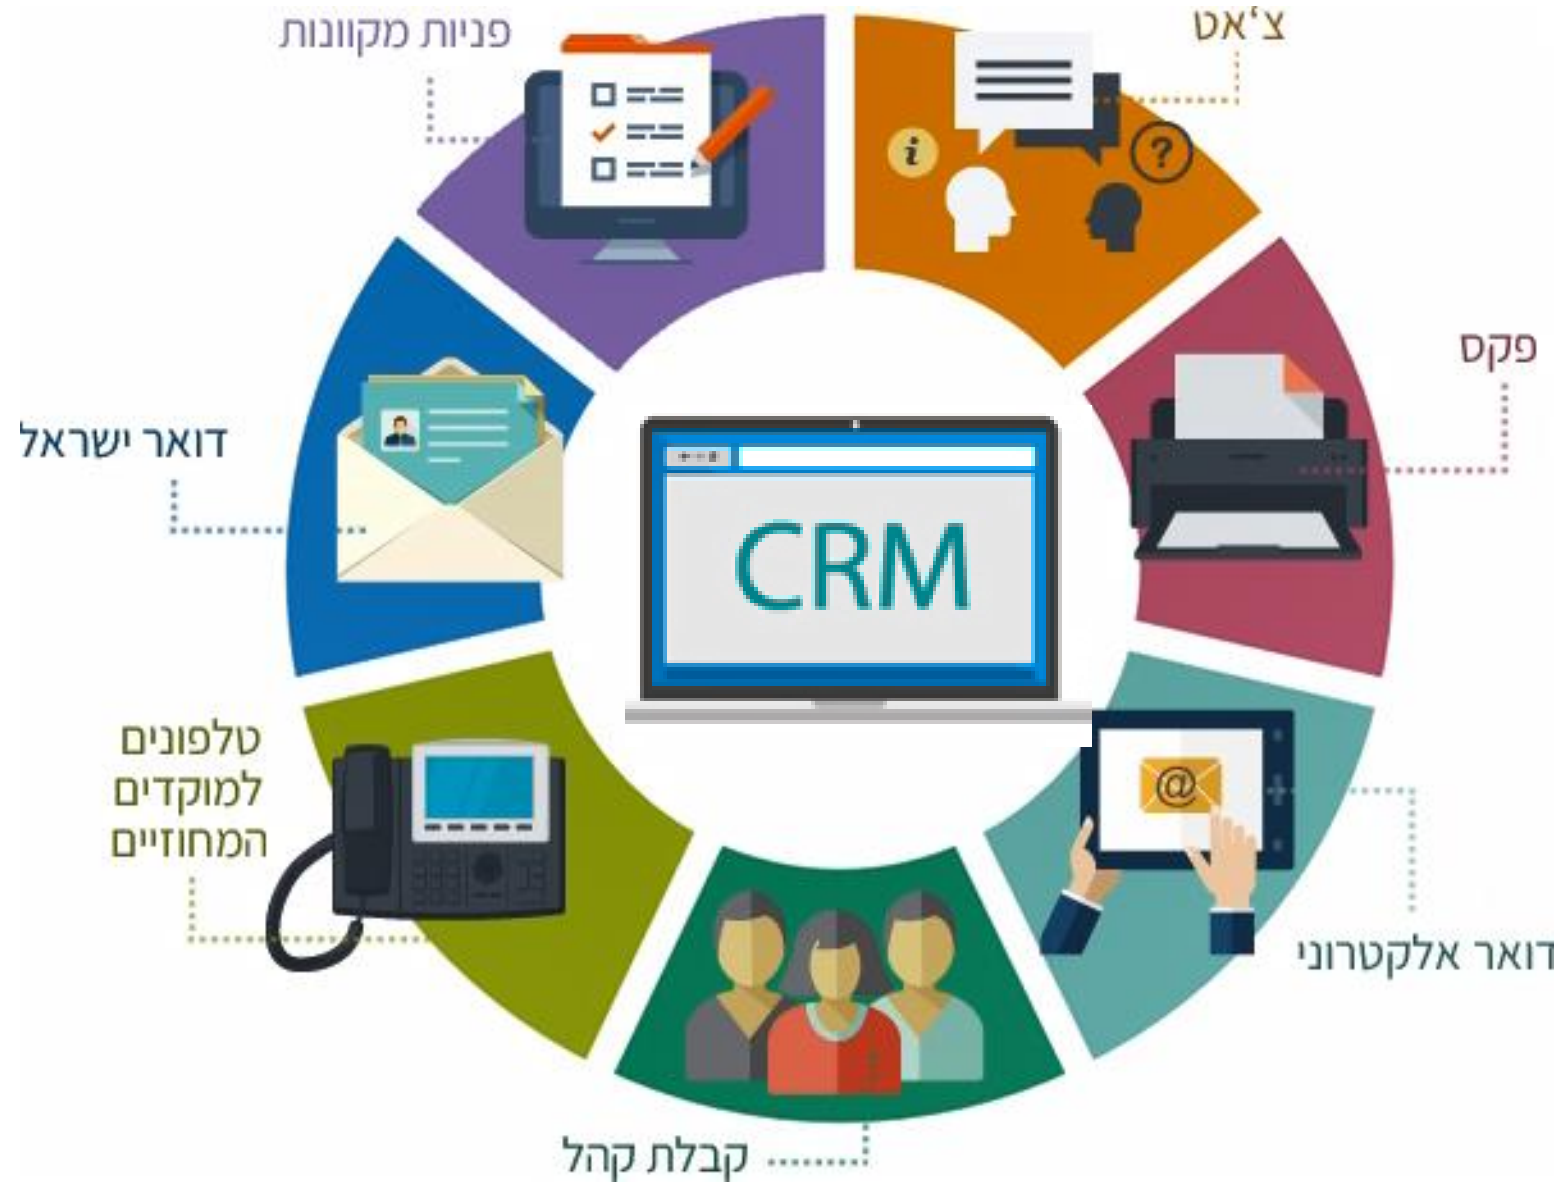 פניות מקוונות
צ'אט
פקס
דואר ישראל
CRM
טלפונים
למוקדים
המחוזיים
דואר אלקטרוני
קבלת קהל